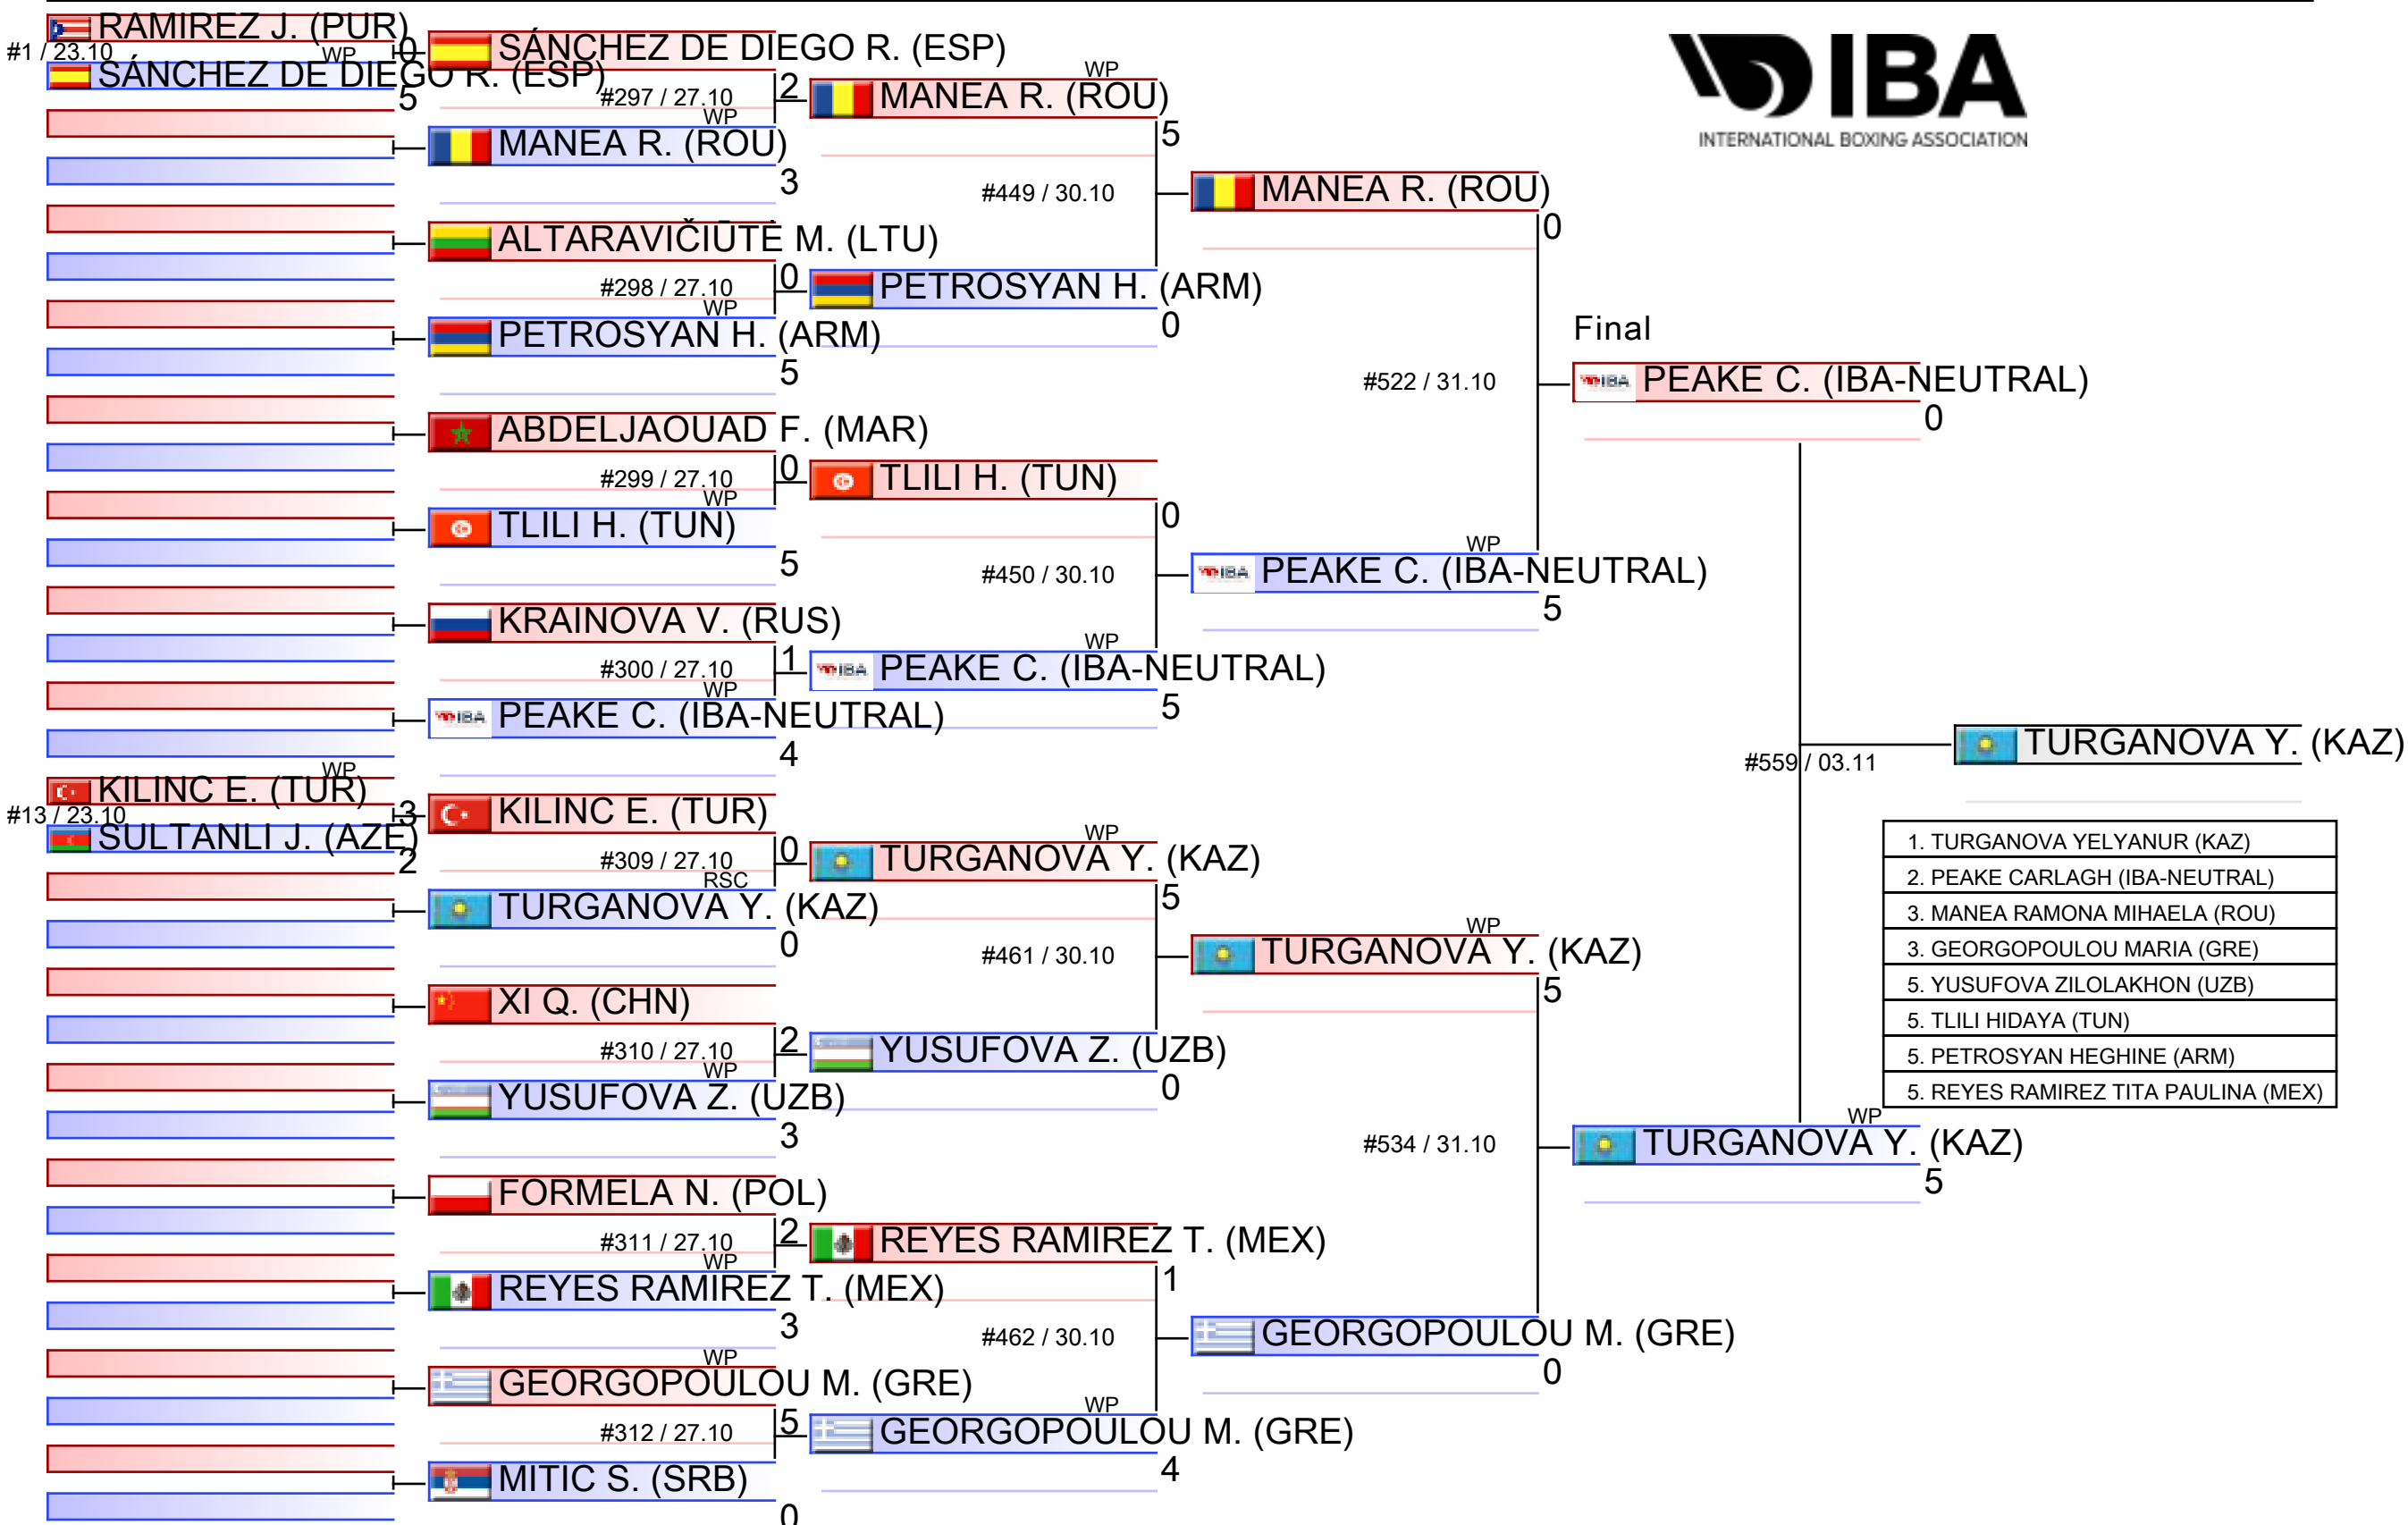 RAMIREZ J. (PUR)
#1 / 23.10
WP
0
SÁNCHEZ DE DIEGO R. (ESP)
5
SÁNCHEZ DE DIEGO R. (ESP)
2
#297 / 27.10
WP
MANEA R. (ROU)
3
WP
MANEA R. (ROU)
5
IBA
INTERNATIONAL BOXING ASSOCIATION
#449 / 30.10
MANEA R. (ROU)
0
ALTARAVIČIŪTĖ M. (LTU)
0
#298 / 27.10
WP
PETROSYAN H. (ARM)
5
PETROSYAN H. (ARM)
0
Final
#522 / 31.10
IBA
PEAKE C. (IBA-NEUTRAL)
0
ABDELJAOUAD F. (MAR)
0
#299 / 27.10
WP
TLILI H. (TUN)
5
TLILI H. (TUN)
0
#450 / 30.10
WP
IBA
PEAKE C. (IBA-NEUTRAL)
5
KRAINOVA V. (RUS)
1
#300 / 27.10
WP
IBA
PEAKE C. (IBA-NEUTRAL)
4
WP
IBA
PEAKE C. (IBA-NEUTRAL)
5
#559 / 03.11
TURGANOVA Y. (KAZ)
WP
KILINC E. (TUR)
#13 / 23.10
3
SULTANLI J. (AZE)
2
KILINC E. (TUR)
0
#309 / 27.10
RSC
TURGANOVA Y. (KAZ)
0
WP
TURGANOVA Y. (KAZ)
5
#461 / 30.10
WP
TURGANOVA Y. (KAZ)
5
XI Q. (CHN)
2
#310 / 27.10
WP
YUSUFOVA Z. (UZB)
3
YUSUFOVA Z. (UZB)
0
1. TURGANOVA YELYANUR (KAZ)
2. PEAKE CARLAGH (IBA-NEUTRAL)
3. MANEA RAMONA MIHAELA (ROU)
3. GEORGOPOULOU MARIA (GRE)
5. YUSUFOVA ZILOLAKHON (UZB)
5. TLILI HIDAYA (TUN)
5. PETROSYAN HEGHINE (ARM)
5. REYES RAMIREZ TITA PAULINA (MEX)
#534 / 31.10
WP
TURGANOVA Y. (KAZ)
5
FORMELA N. (POL)
2
#311 / 27.10
WP
REYES RAMIREZ T. (MEX)
3
REYES RAMIREZ T. (MEX)
1
#462 / 30.10
GEORGOPOULOU M. (GRE)
0
WP
GEORGOPOULOU M. (GRE)
5
#312 / 27.10
MITIC S. (SRB)
0
WP
GEORGOPOULOU M. (GRE)
4